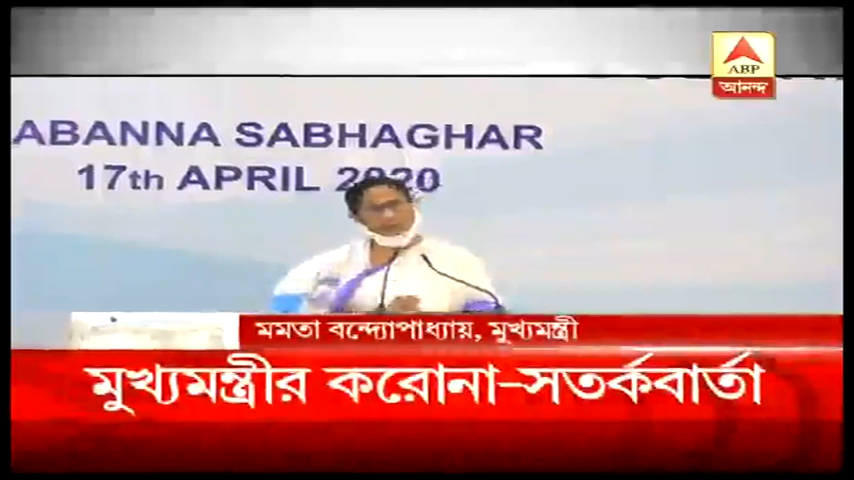 ABP
আনন্দ
ABANNA SABHAGHAR
17th APRIL 2020
মমতা বন্দ্যোপাধ্যায়, মুখ্যমন্ত্রী
মুখ্যমন্ত্রীর করোনা-সতর্কবার্তা